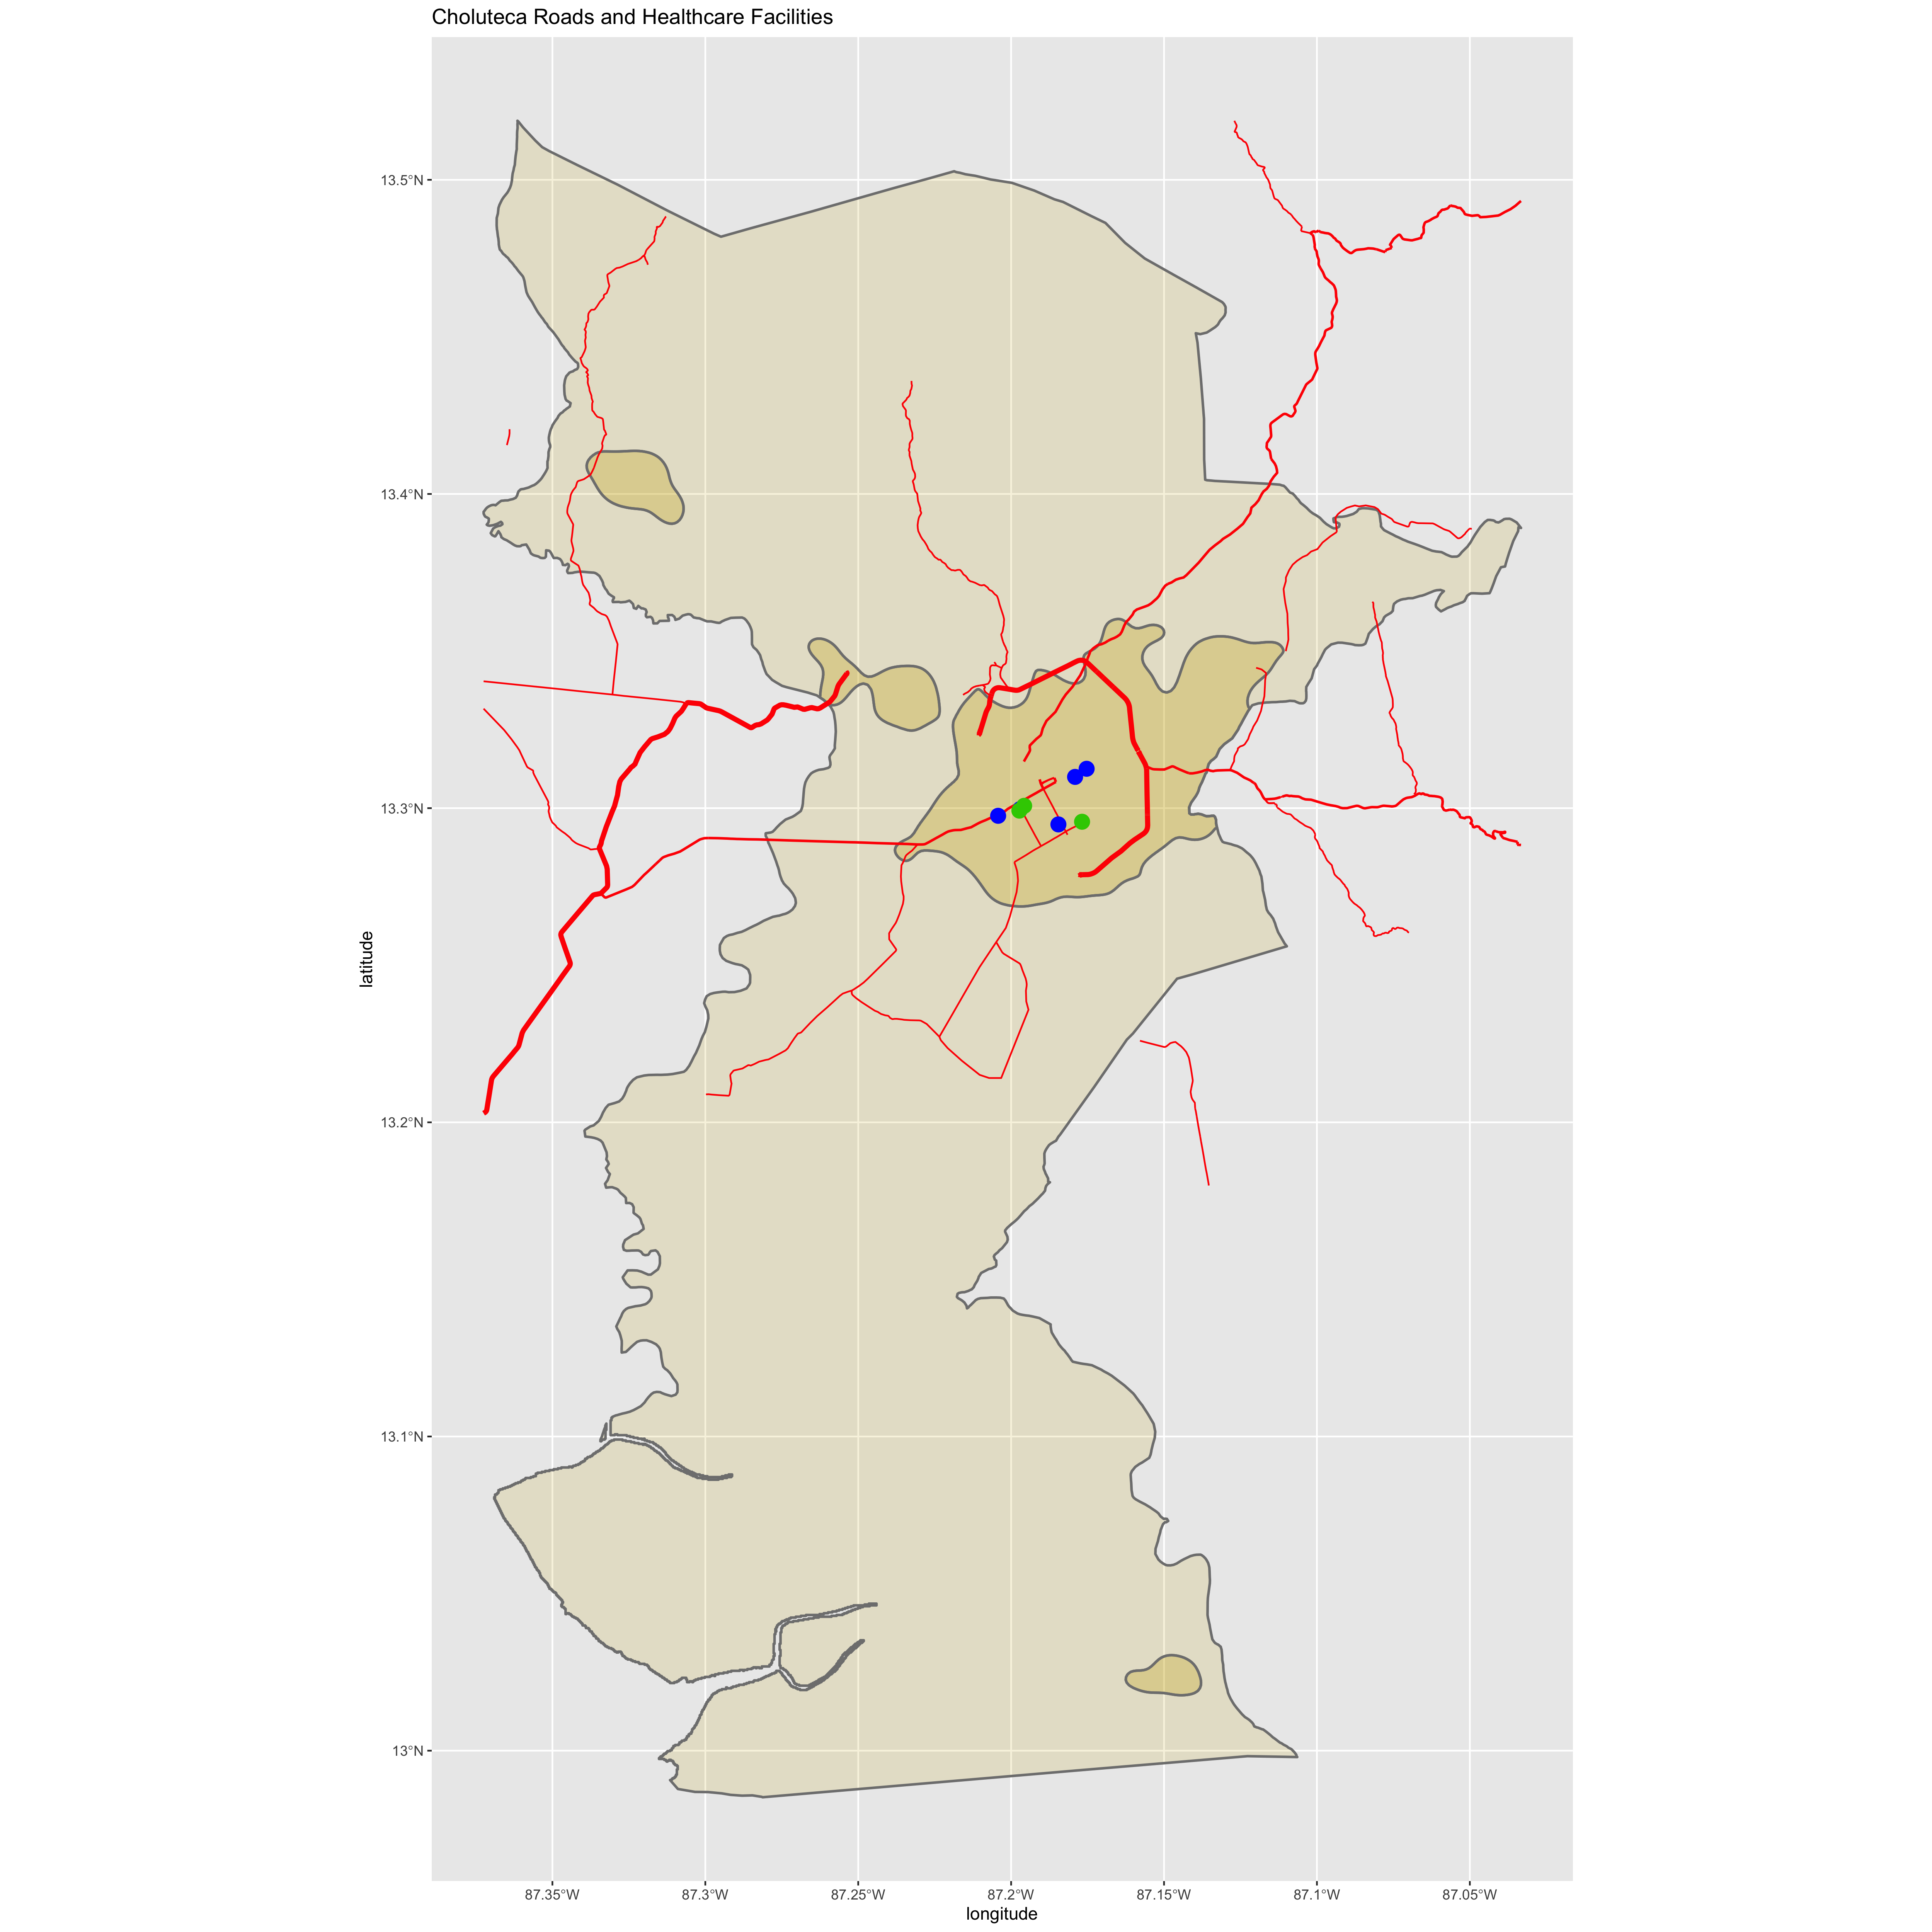 Choluteca Roads and Healthcare Facilities
13.5°N
13.4°N
13.3°N
latitude
13.2°N
13.1°N
13°N
87.35°W 87.3°W 87.25°W 87.2°W 87.15°W 87.1°W 87.05°W
longitude